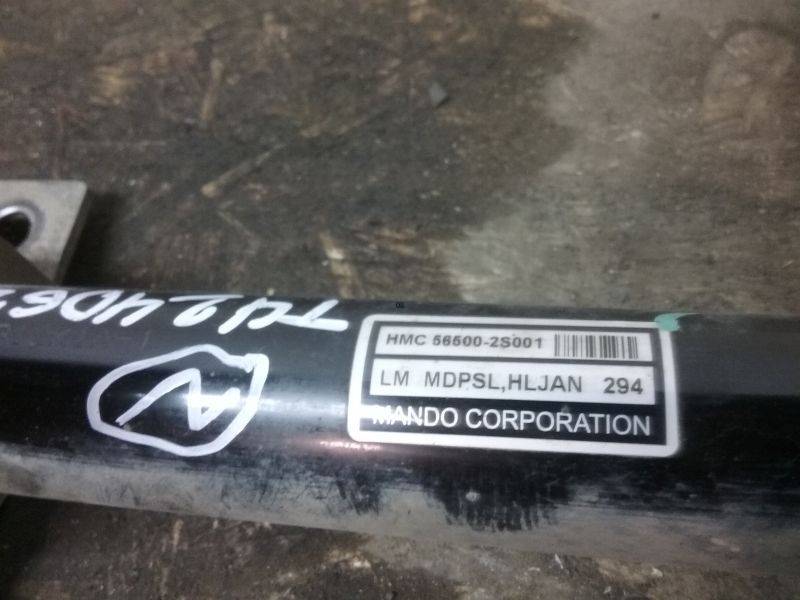 HMC 56500-2S001
LM MDPSL,HLJAN 294
MANDO CORPORATION
N